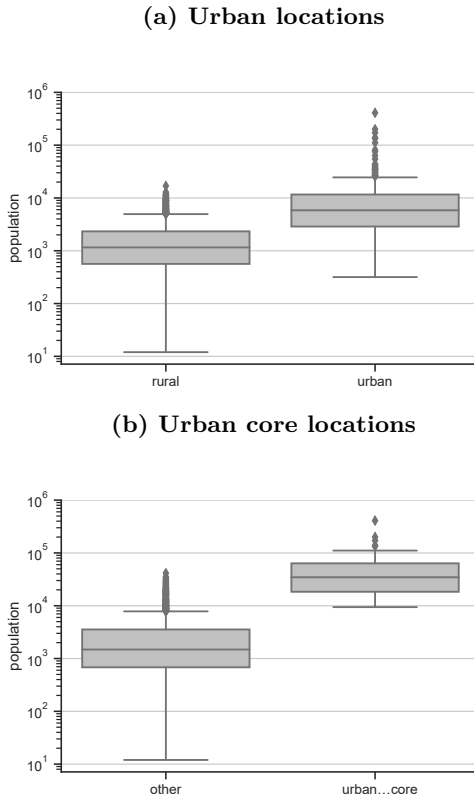 (a) Urban locations
10⁶
10⁵
10⁴
10³
10²
10¹
population
rural urban
(b) Urban core locations
10⁶
10⁵
10⁴
10³
10²
10¹
population
other urban...core